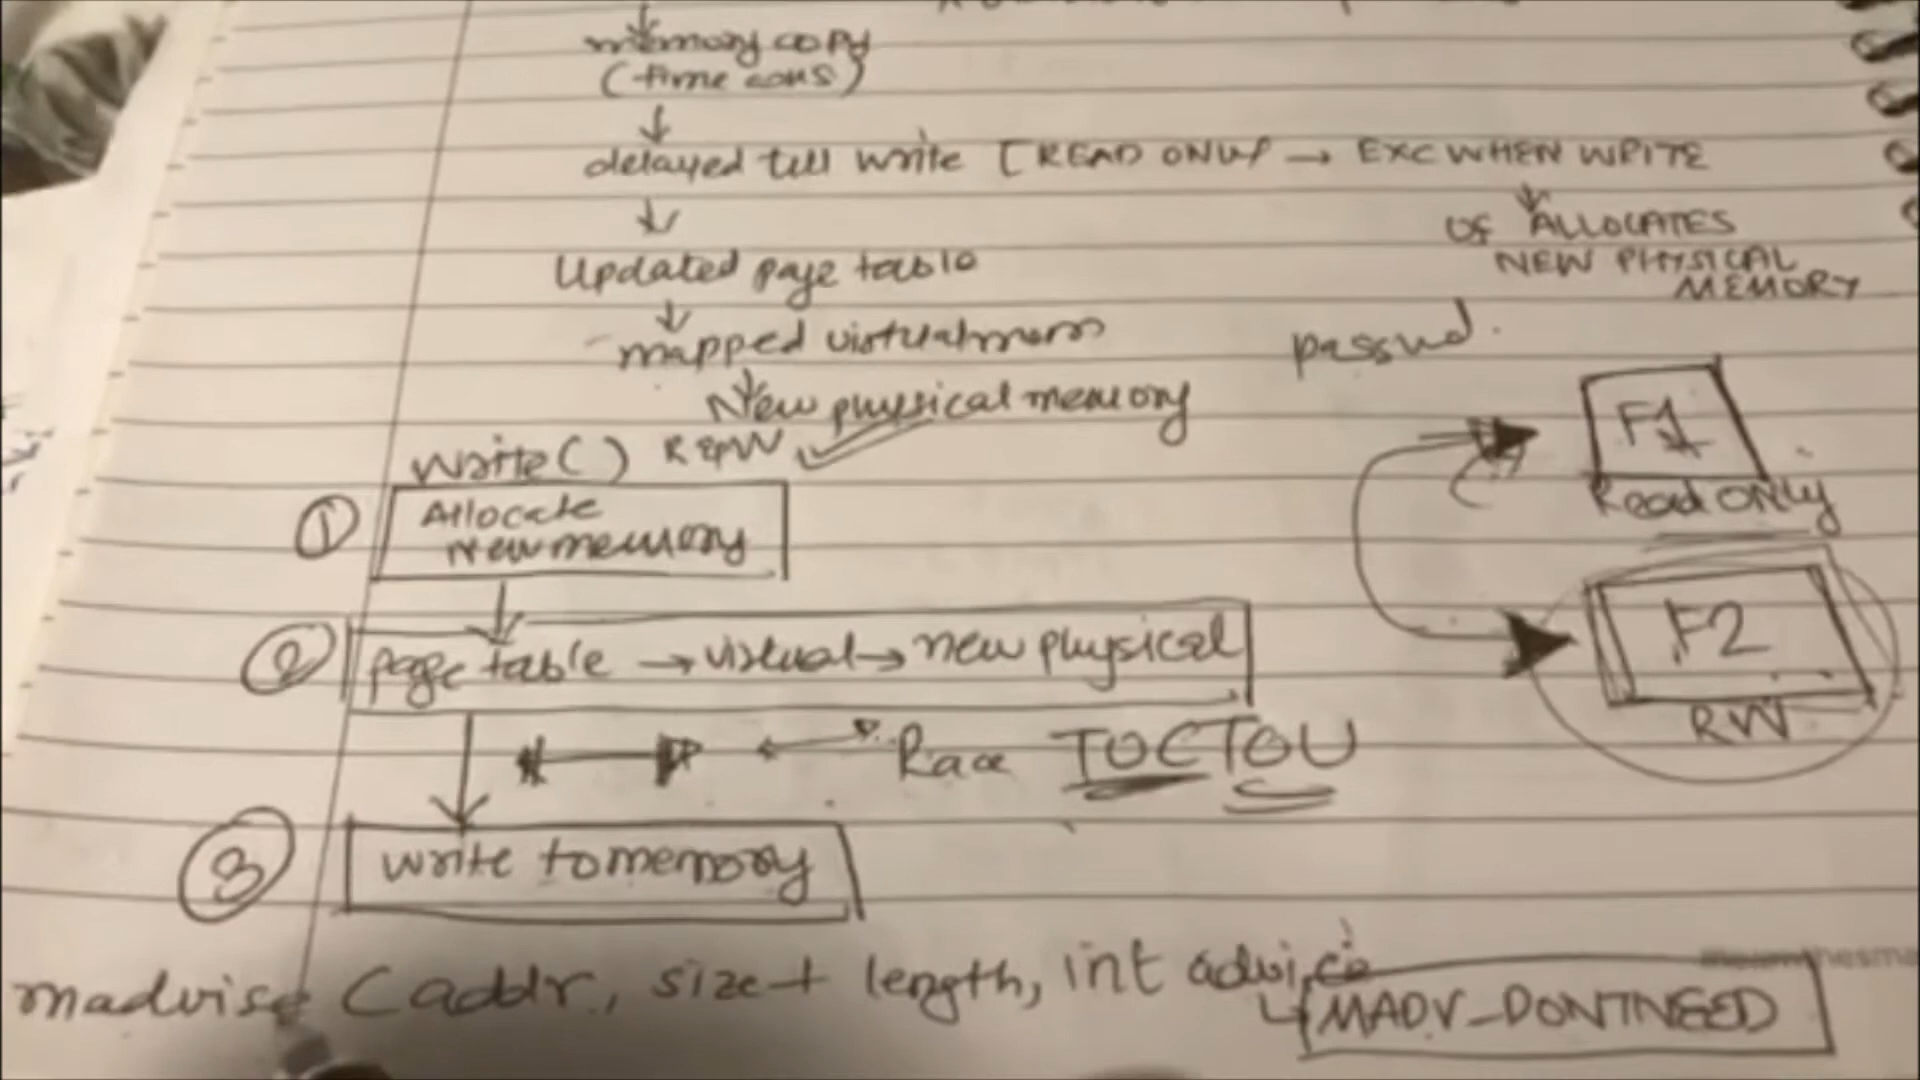 memory copy
(time cons)
delayed till write [READ ONLY → EXC WHEN WRITE
ALLOCATES
NEW PHYSICAL
MEMORY
Updated page table
mapped virtual mem
New physical memory
passwd.
write()
F1
Read only
① Allocate
new memory
② page table → virtual → new physical
F2
RW
Race TOCTOU
③ write to memory
madvise (addr, size_t length, int advice
MADV_DONTNEED